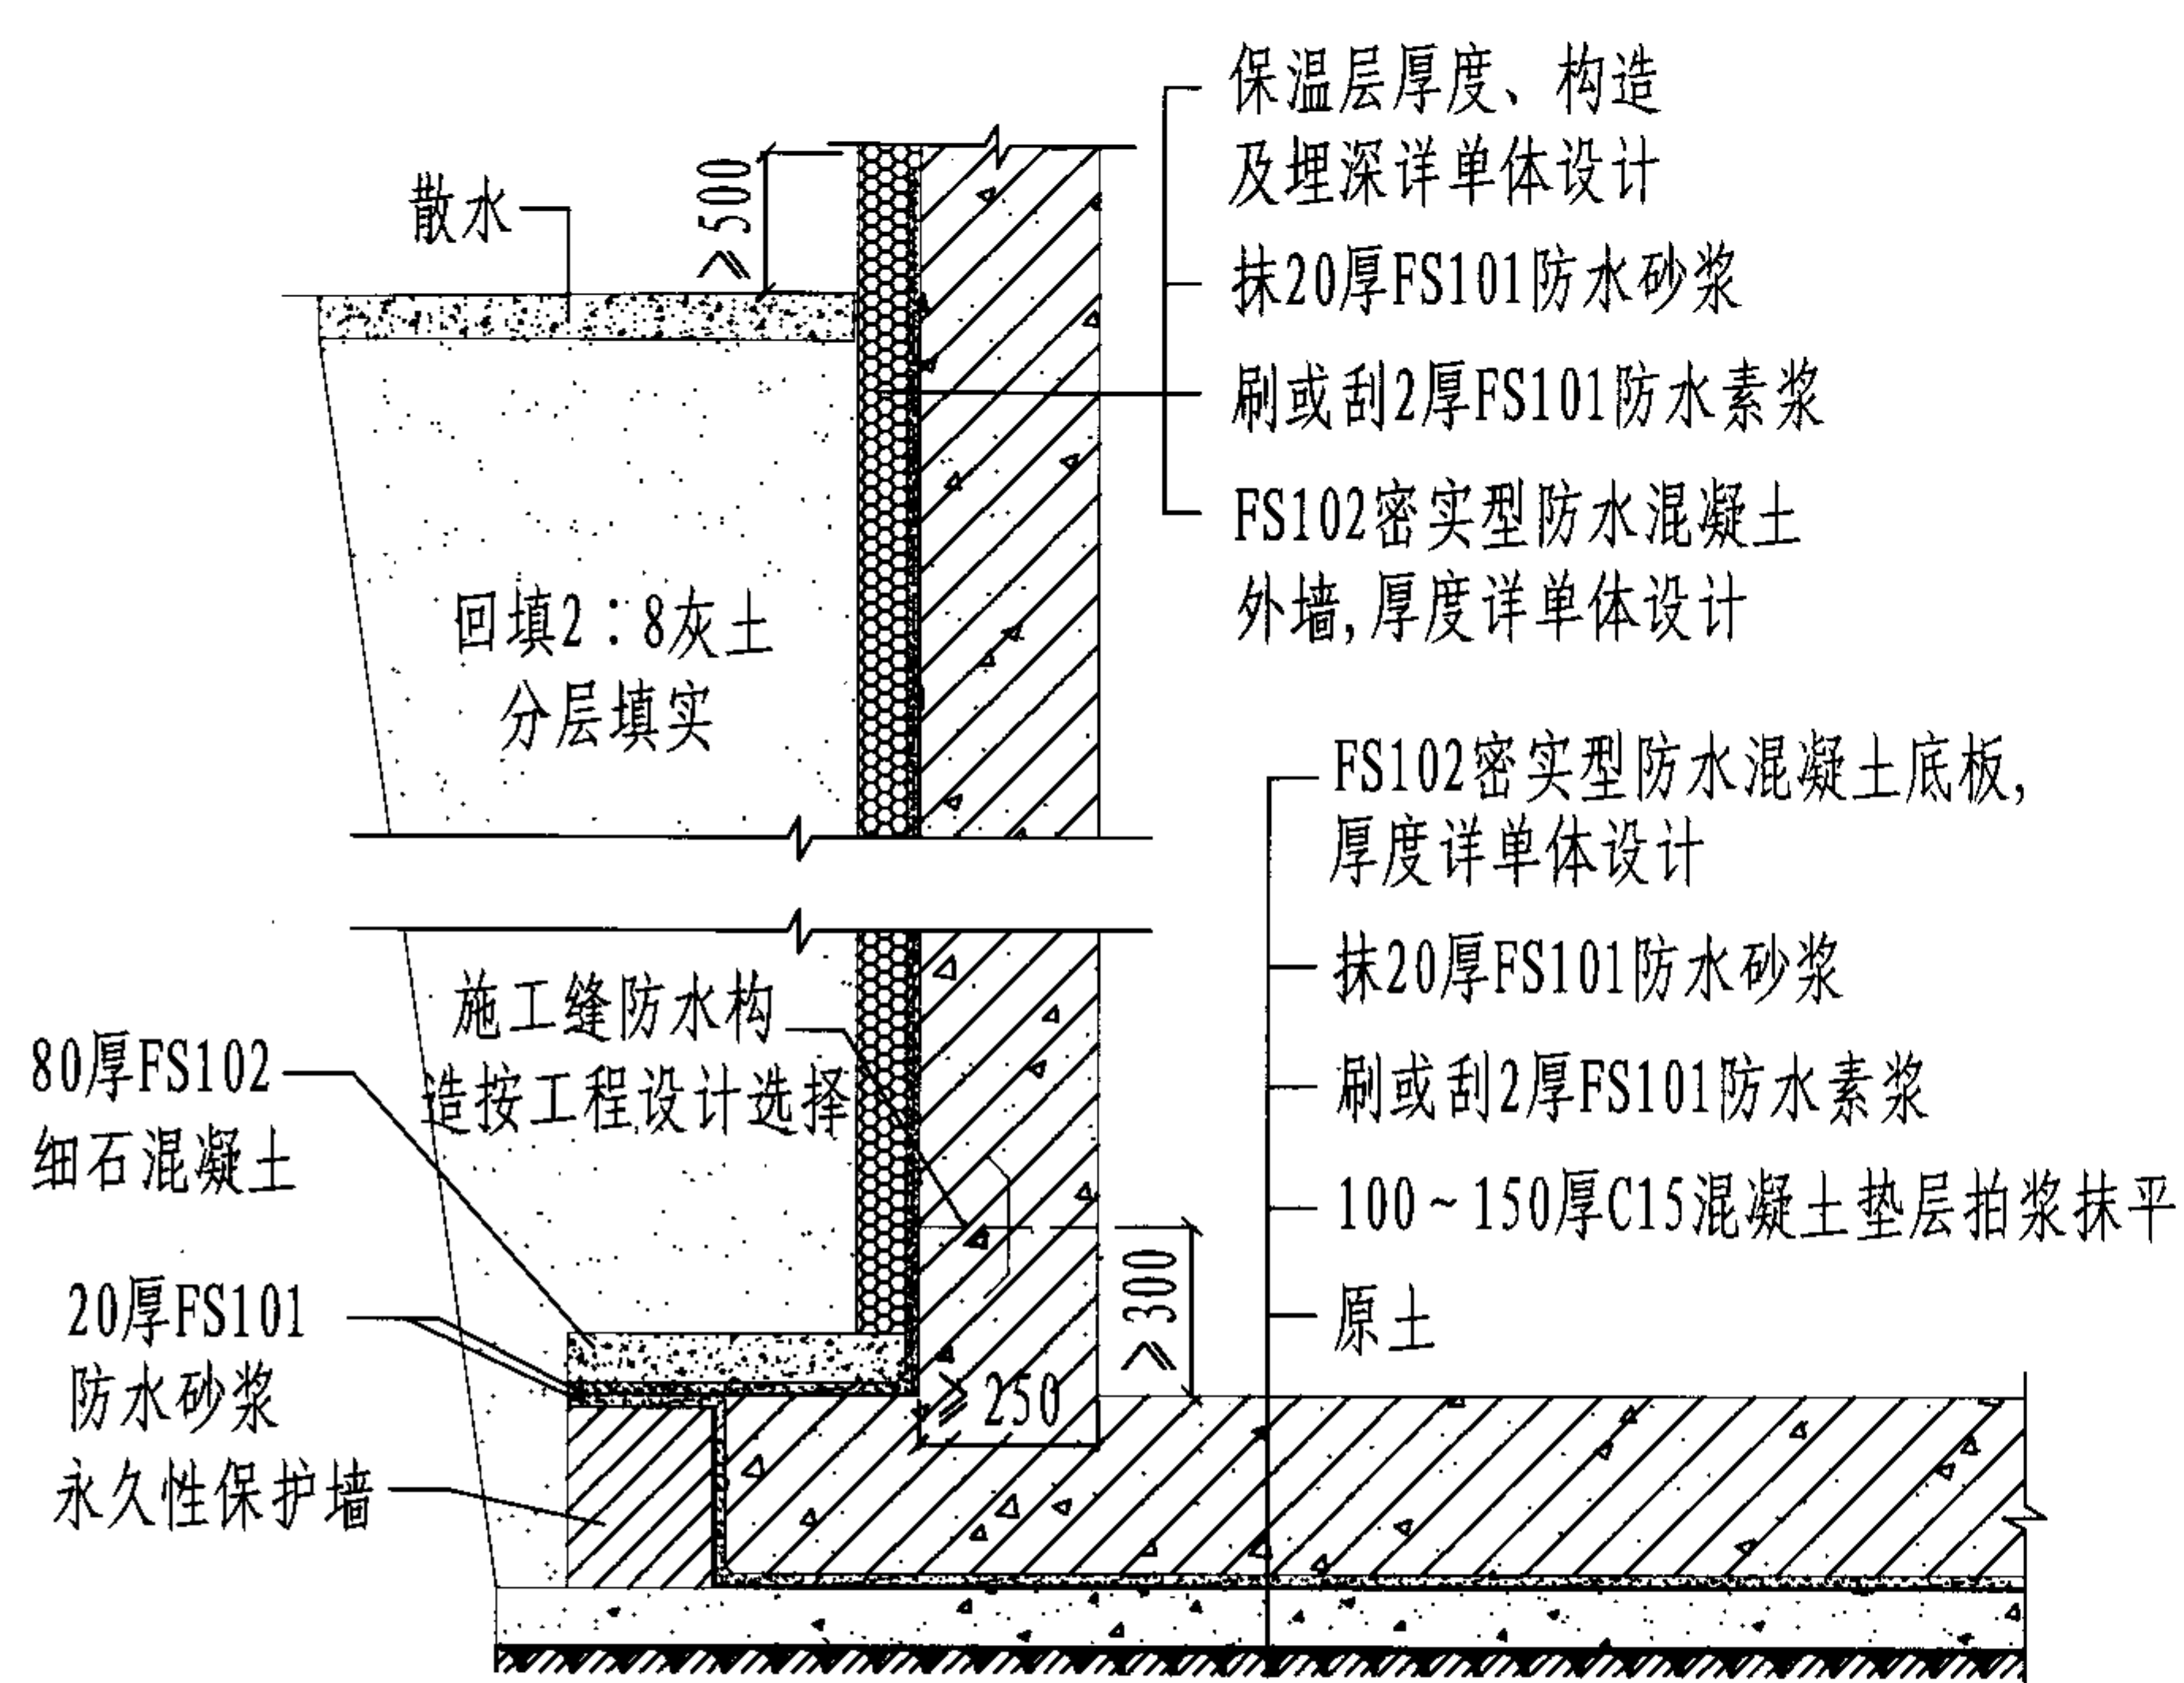 保温层厚度、构造
及埋深详单体设计
抹20厚FS101防水砂浆
刷或刮2厚FS101防水素浆
FS102密实型防水混凝土
外墙,厚度详单体设计
散水
≥500
回填2:8灰土
分层填实
FS102密实型防水混凝土底板,
厚度详单体设计
抹20厚FS101防水砂浆
刷或刮2厚FS101防水素浆
100~150厚C15混凝土垫层拍浆抹平
原土
施工缝防水构
造按工程设计选择
80厚FS102
细石混凝土
20厚FS101
防水砂浆
永久性保护墙
≥300
≥250